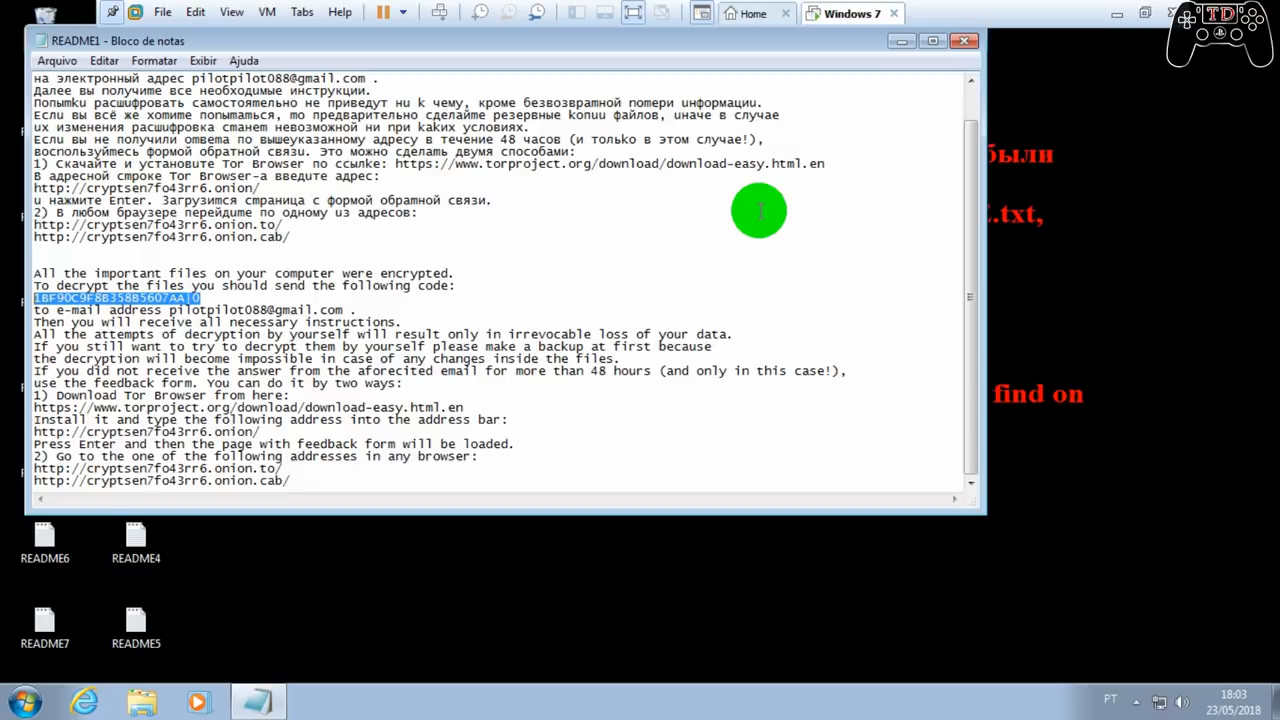 File Edit View VM Tabs Help
Home
Windows 7
TD
README1 - Bloco de notas
Arquivo Editar Formatar Exibir Ajuda
на электронный адрес pilotpilot088@gmail.com .
Далее вы получите все необходимые инструкции.
Попытки расшифровать самостоятельно не приведут ни к чему, кроме безвозвратной потери информации.
Если вы всё же хотите попытаться, то предварительно сделайте резервные копии файлов, иначе в случае
их изменения расшифровка станет невозможной ни при каких условиях.
Если вы не получили ответа по вышеуказанному адресу в течение 48 часов (и только в этом случае!),
воспользуйтесь формой обратной связи. Это можно сделать двумя способами:
1) Скачайте и установите Tor Browser по ссылке: https://www.torproject.org/download/download-easy.html.en
В адресной строке Tor Browser-а введите адрес:
http://cryptsen7fo43rr6.onion/
и нажмите Enter. Загрузится страница с формой обратной связи.
2) В любом браузере перейдите по одному из адресов:
http://cryptsen7fo43rr6.onion.to/
http://cryptsen7fo43rr6.onion.cab/
All the important files on your computer were encrypted.
To decrypt the files you should send the following code:
1BF90C9F8B358B5607AA|0
to e-mail address pilotpilot088@gmail.com .
Then you will receive all necessary instructions.
All the attempts of decryption by yourself will result only in irrevocable loss of your data.
If you still want to try to decrypt them by yourself please make a backup at first because
the decryption will become impossible in case of any changes inside the files.
If you did not receive the answer from the aforecited email for more than 48 hours (and only in this case!),
use the feedback form. You can do it by two ways:
1) Download Tor Browser from here:
https://www.torproject.org/download/download-easy.html.en
Install it and type the following address into the address bar:
http://cryptsen7fo43rr6.onion/
Press Enter and then the page with feedback form will be loaded.
2) Go to the one of the following addresses in any browser:
http://cryptsen7fo43rr6.onion.to/
http://cryptsen7fo43rr6.onion.cab/
были
.txt,
find on
README6 README4
README7 README5
PT
18:03
23/05/2018